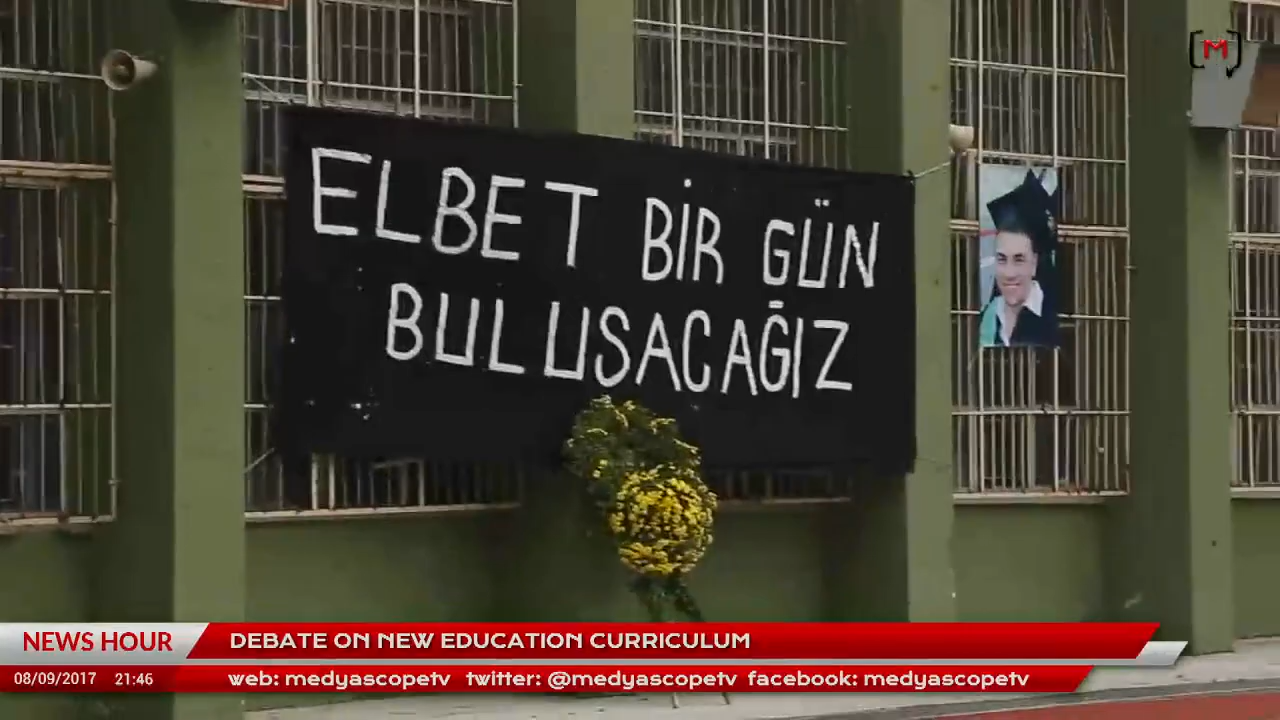 M
ELBET BİR GÜN
BULUSACAĞIZ
NEWS HOUR
DEBATE ON NEW EDUCATION CURRICULUM
08/09/2017 21:46
web: medyascopetv twitter: @medyascopetv facebook: medyascopetv